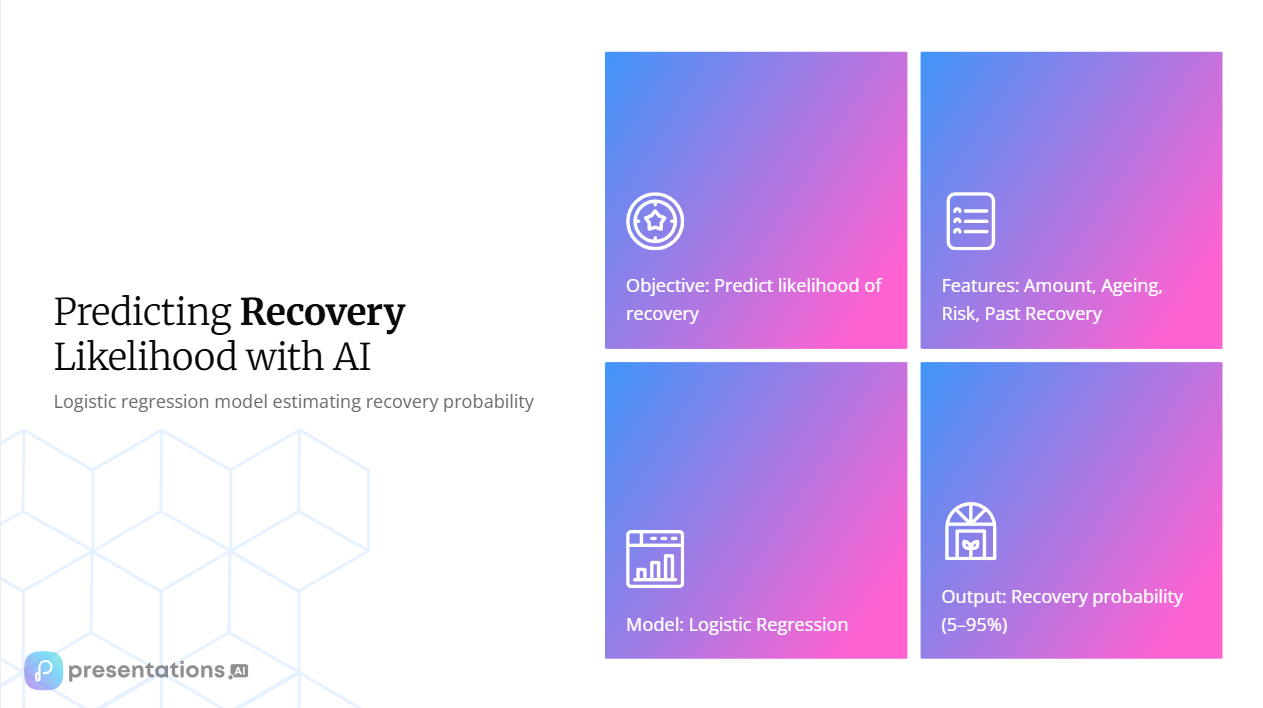 Predicting Recovery
Likelihood with AI
Logistic regression model estimating recovery probability
Objective: Predict likelihood of
recovery
Features: Amount, Ageing,
Risk, Past Recovery
Model: Logistic Regression
Output: Recovery probability
(5–95%)
presentations.AI